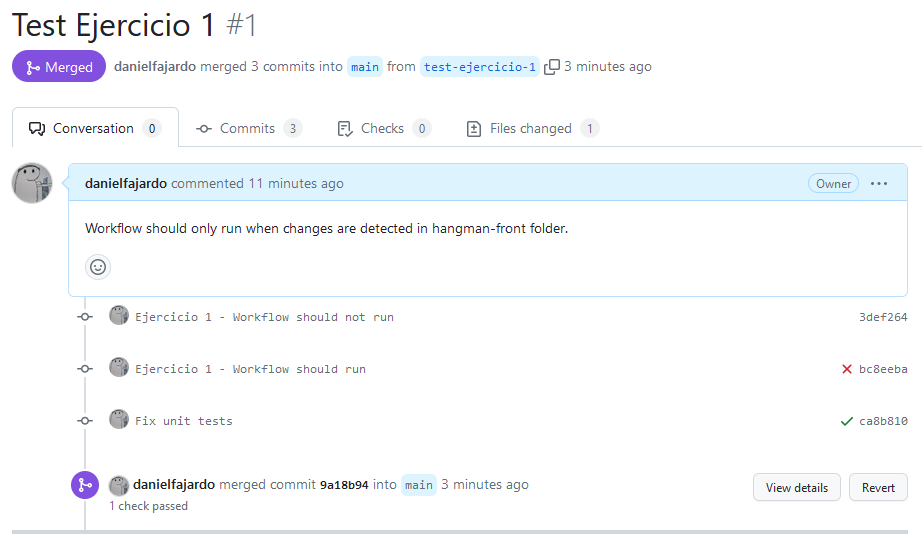 Test Ejercicio 1 #1
Merged danielfajardo merged 3 commits into main from test-ejercicio-1 3 minutes ago
Conversation 0 Commits 3 Checks 0 Files changed 1
danielfajardo commented 11 minutes ago Owner ...
Workflow should only run when changes are detected in hangman-front folder.
Ejercicio 1 - Workflow should not run 3def264
Ejercicio 1 - Workflow should run bc8eeba
Fix unit tests ca8b810
danielfajardo merged commit 9a18b94 into main 3 minutes ago View details Revert
1 check passed